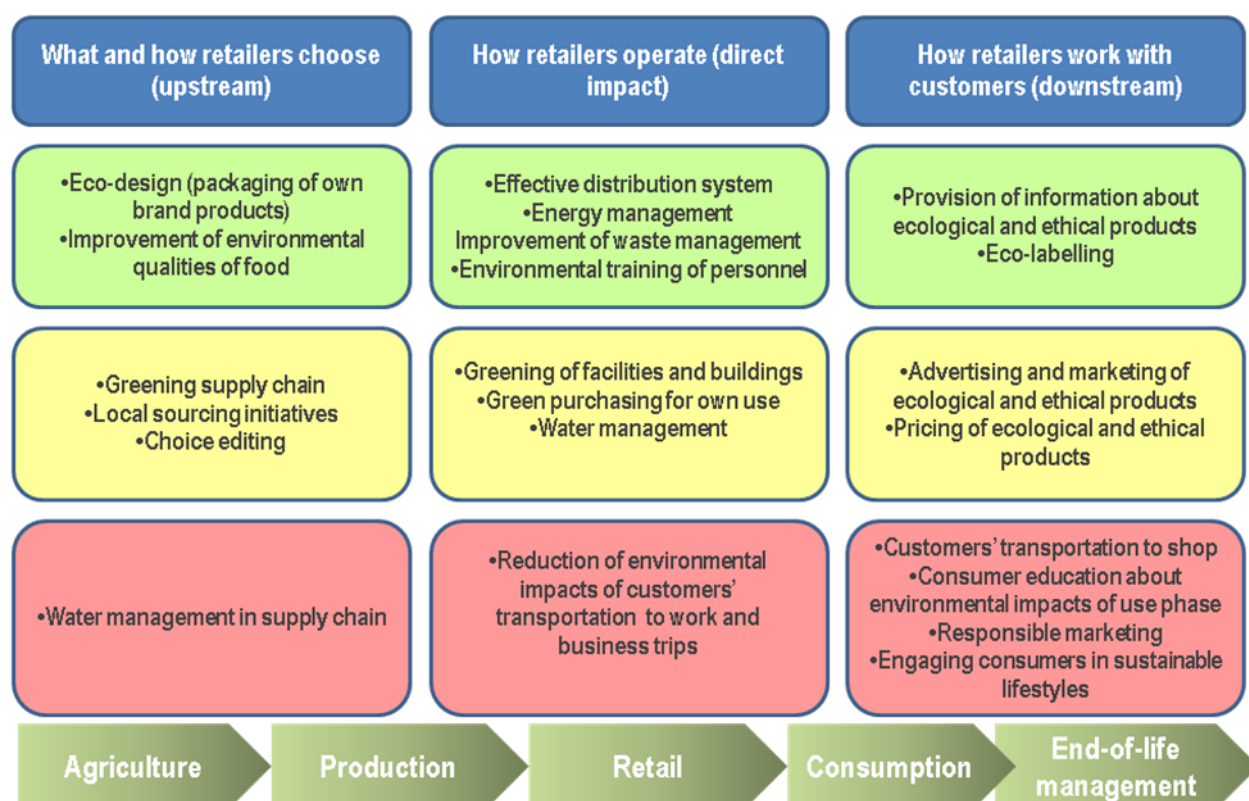 What and how retailers choose
(upstream)
How retailers operate (direct
impact)
How retailers work with
customers (downstream)
•Eco-design (packaging of own
brand products)
•Improvement of environmental
qualities of food
•Effective distribution system
•Energy management
Improvement of waste management
•Environmental training of personnel
•Provision of information about
ecological and ethical products
•Eco-labelling
•Greening supply chain
•Local sourcing initiatives
•Choice editing
•Greening of facilities and buildings
•Green purchasing for own use
•Water management
•Advertising and marketing of
ecological and ethical products
•Pricing of ecological and ethical
products
•Water management in supply chain
•Reduction of environmental
impacts of customers’
transportation to work and
business trips
•Customers’ transportation to shop
•Consumer education about
environmental impacts of use phase
•Responsible marketing
•Engaging consumers in sustainable
lifestyles
Agriculture
Production
Retail
Consumption
End-of-life
management